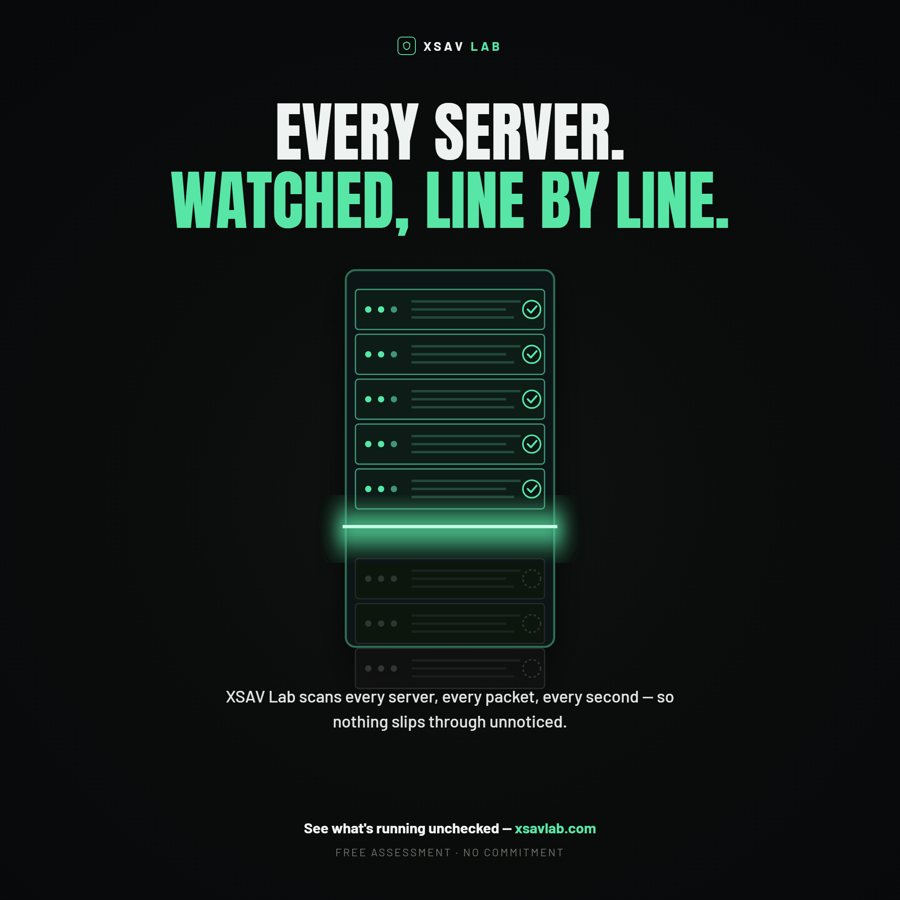 XSAV LAB
EVERY SERVER.
WATCHED, LINE BY LINE.
XSAV Lab scans every server, every packet, every second — so
nothing slips through unnoticed.
See what's running unchecked — xsavlab.com
FREE ASSESSMENT · NO COMMITMENT